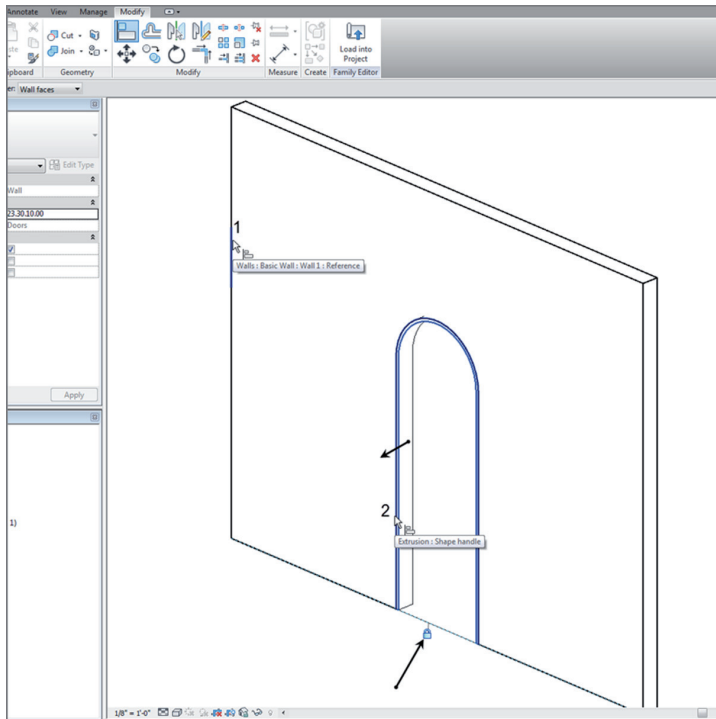 Annotate View Manage Modify
Cut
Join
Load into
Project
Geometry Modify Measure Create Family Editor
Wall faces
Edit Type
Wall
23.30.10.00
Doors
Apply
1
Walls : Basic Wall : Wall 1 : Reference
2
Extrusion : Shape handle
1)
1/8" = 1'-0"